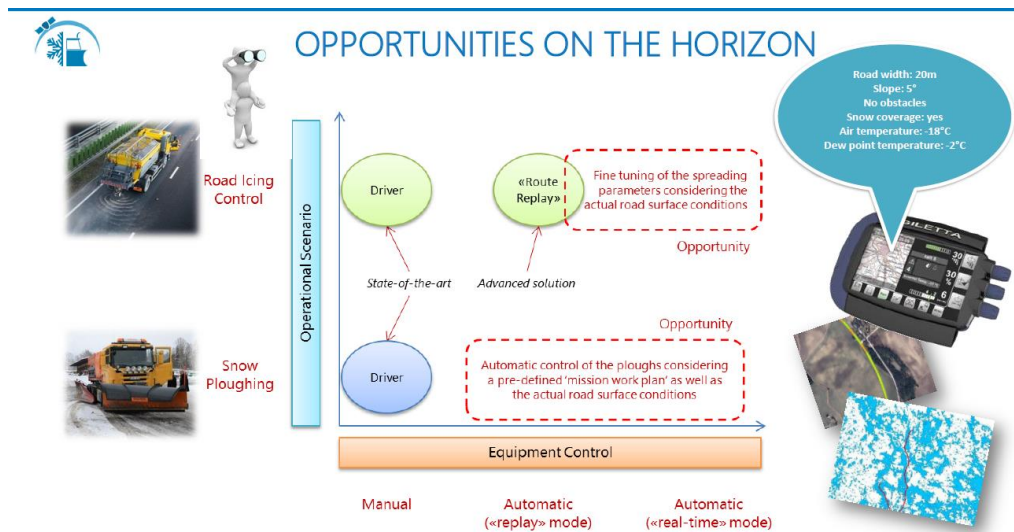 OPPORTUNITIES ON THE HORIZON
Road width: 20m
Slope: 5°
No obstacles
Snow coverage: yes
Air temperature: -18°C
Dew point temperature: -2°C
Road Icing
Control
Operational Scenario
Driver
«Route
Replay»
Fine tuning of the spreading
parameters considering the
actual road surface conditions
Opportunity
State-of-the-art
Advanced solution
GILETTA
30
%
30
%
6
Opportunity
Snow
Ploughing
Driver
Automatic control of the ploughs considering
a pre-defined 'mission work plan' as well as
the actual road surface conditions
Equipment Control
Manual
Automatic
(«replay» mode)
Automatic
(«real-time» mode)